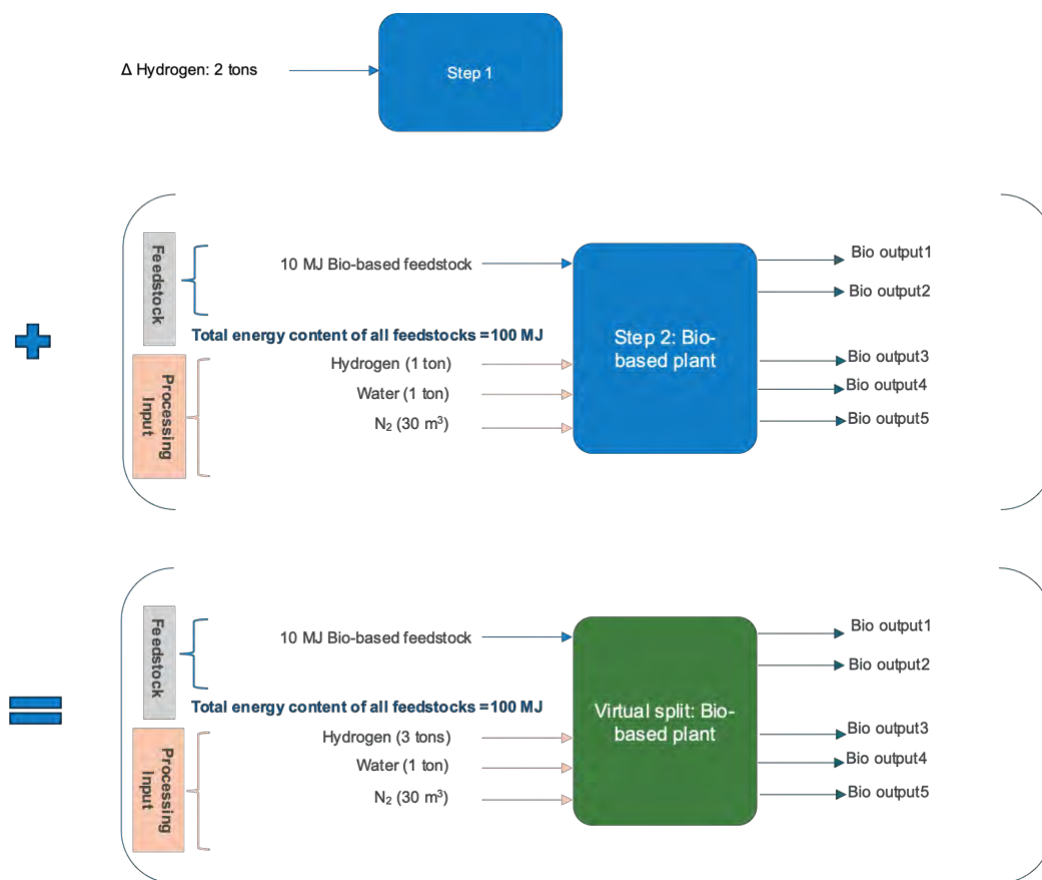 Δ Hydrogen: 2 tons
Step 1
Feedstock
10 MJ Bio-based feedstock
Total energy content of all feedstocks =100 MJ
Processing
Input
Hydrogen (1 ton)
Water (1 ton)
N₂ (30 m³)
Step 2: Bio-
based plant
Bio output1
Bio output2
Bio output3
Bio output4
Bio output5
Feedstock
10 MJ Bio-based feedstock
Total energy content of all feedstocks =100 MJ
Processing
Input
Hydrogen (3 tons)
Water (1 ton)
N₂ (30 m³)
Virtual split: Bio-
based plant
Bio output1
Bio output2
Bio output3
Bio output4
Bio output5